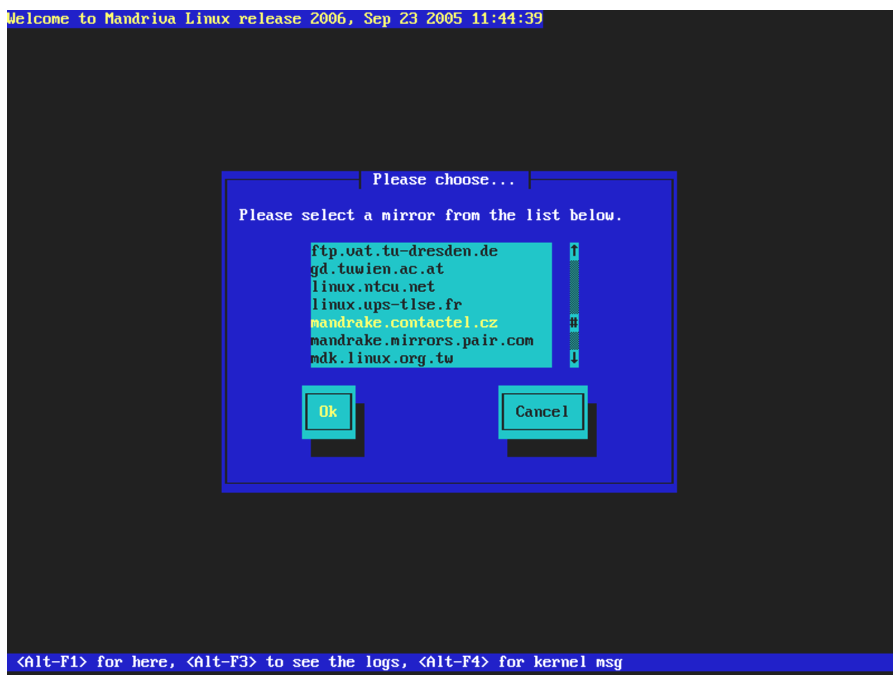 Welcome to Mandriva Linux release 2006, Sep 23 2005 11:44:39
Please choose...
Please select a mirror from the list below.
ftp.vat.tu-dresden.de
gd.tuwien.ac.at
linux.ntcu.net
linux.ups-tlse.fr
mandrake.contactel.cz
mandrake.mirrors.pair.com
mdk.linux.org.tw
Ok Cancel
<Alt-F1> for here, <Alt-F3> to see the logs, <Alt-F4> for kernel msg